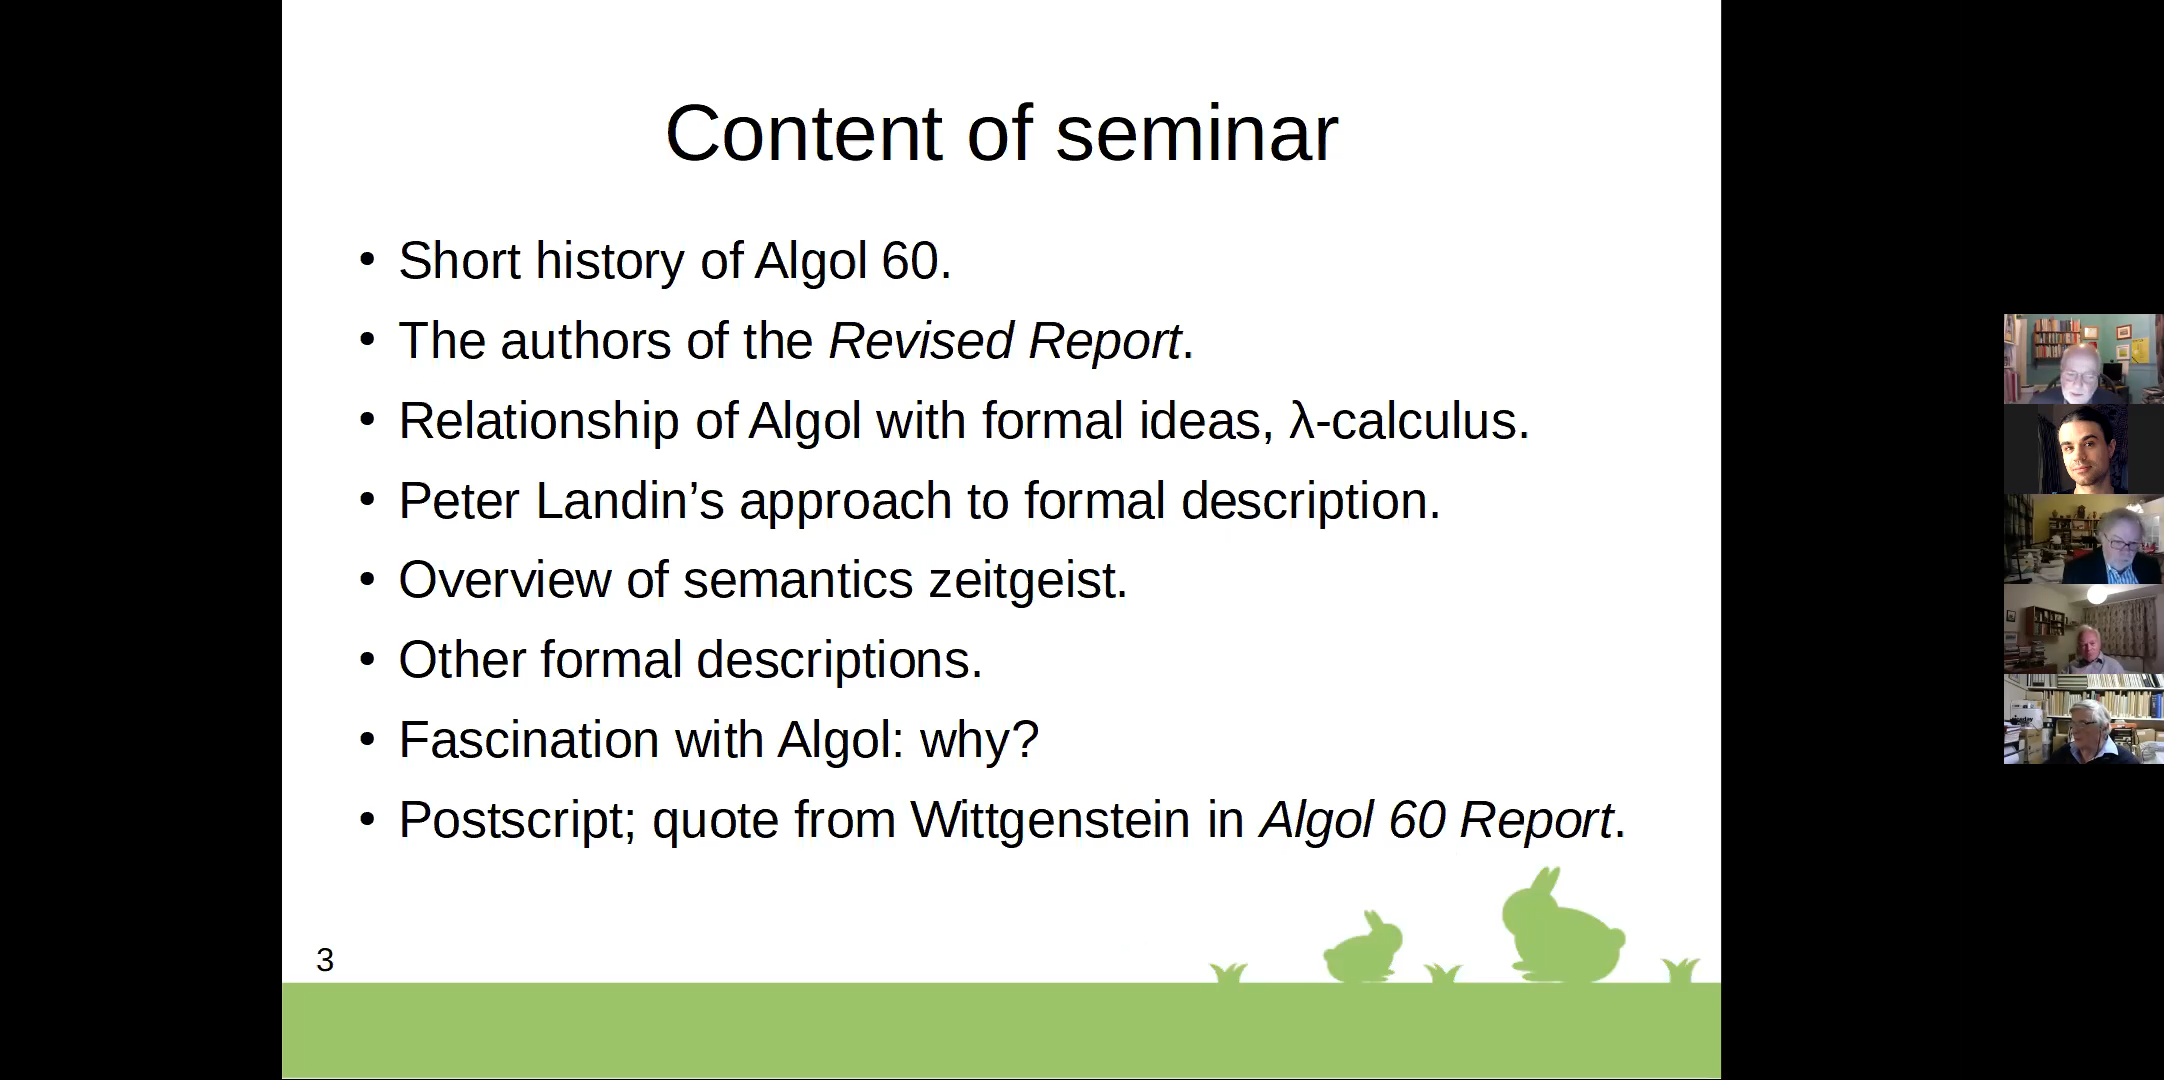 Content of seminar
• Short history of Algol 60.
• The authors of the Revised Report.
• Relationship of Algol with formal ideas, λ-calculus.
• Peter Landin’s approach to formal description.
• Overview of semantics zeitgeist.
• Other formal descriptions.
• Fascination with Algol: why?
• Postscript; quote from Wittgenstein in Algol 60 Report.
3